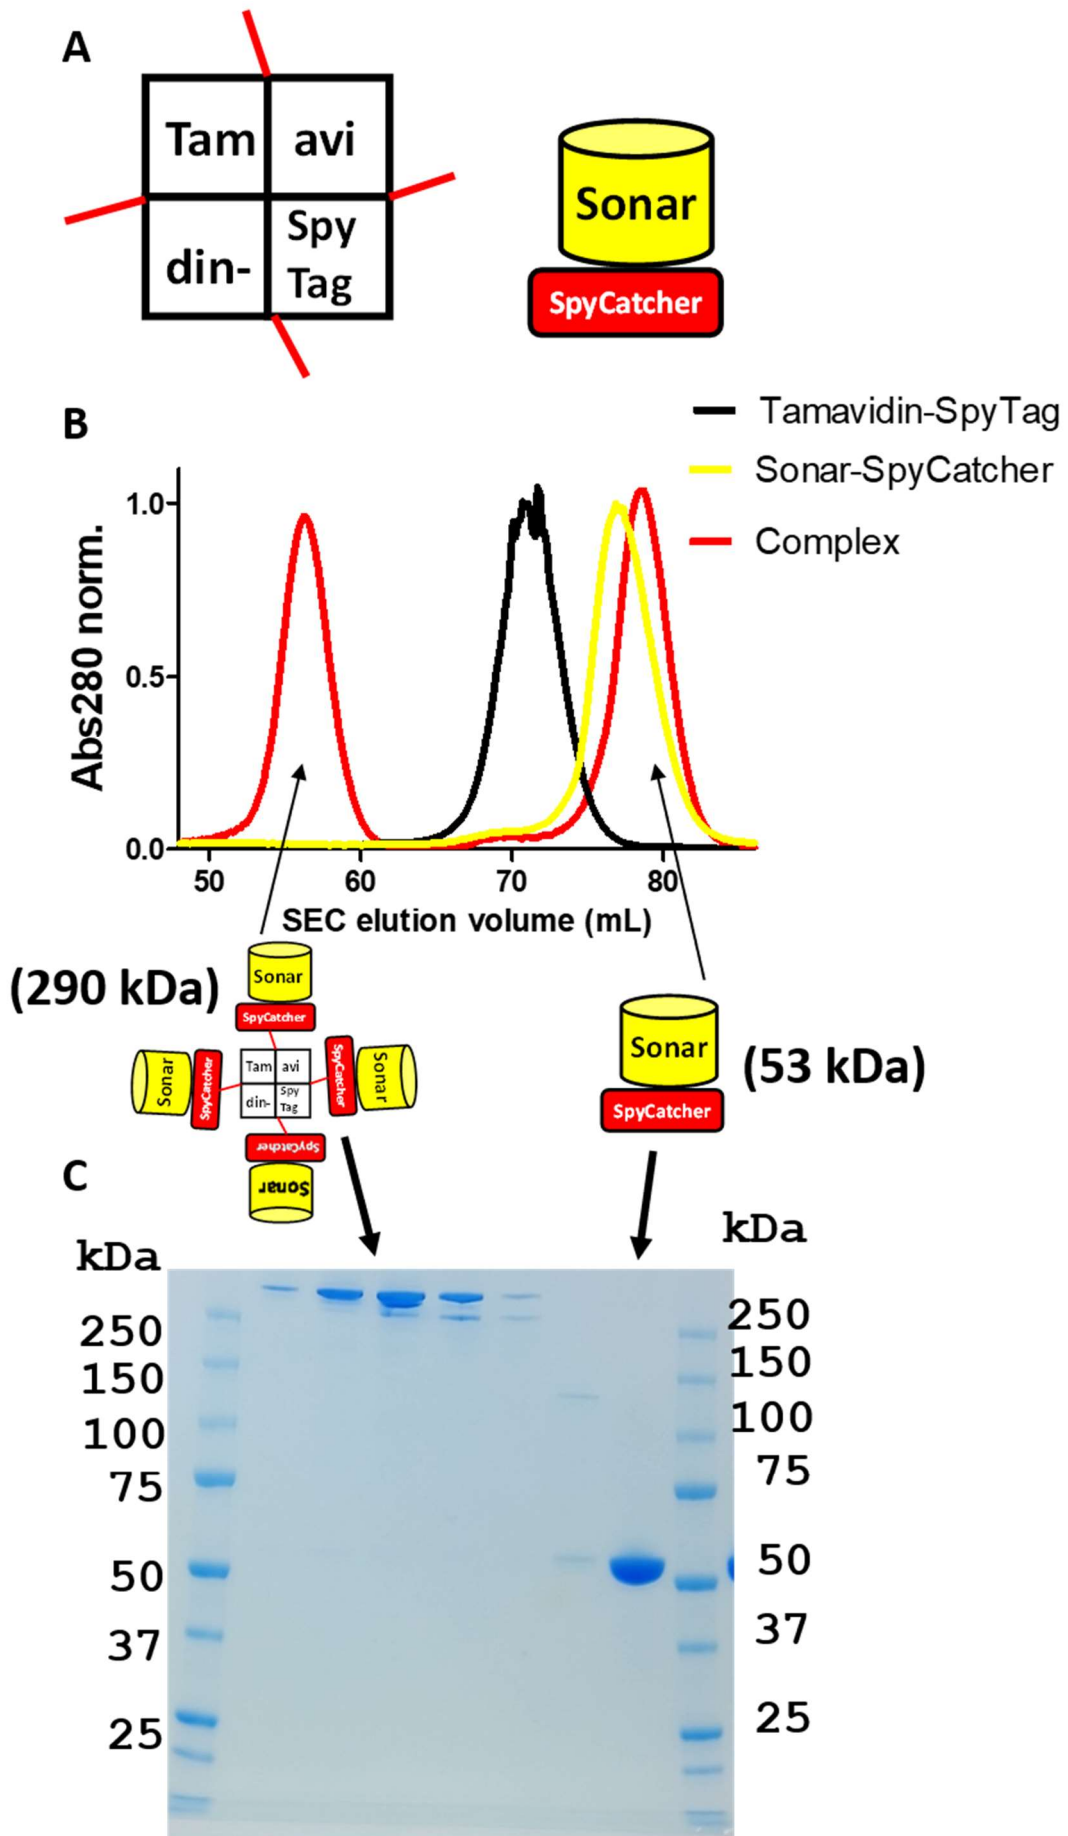 A
Tam avi
din- Spy
Tag
Sonar
SpyCatcher
B
Tamavidin-SpyTag
Sonar-SpyCatcher
Complex
Abs280 norm.
1.0
0.5
0.0
50 60 70 80
SEC elution volume (mL)
(290 kDa)
Sonar
SpyCatcher
Sonar
SpyCatcher
Tam avi
din- Spy
Tag
SpyCatcher
Sonar
SpyCatcher
Sonar
Sonar
SpyCatcher
(53 kDa)
C
kDa
250
150
100
75
50
37
25
kDa
250
150
100
75
50
37
25